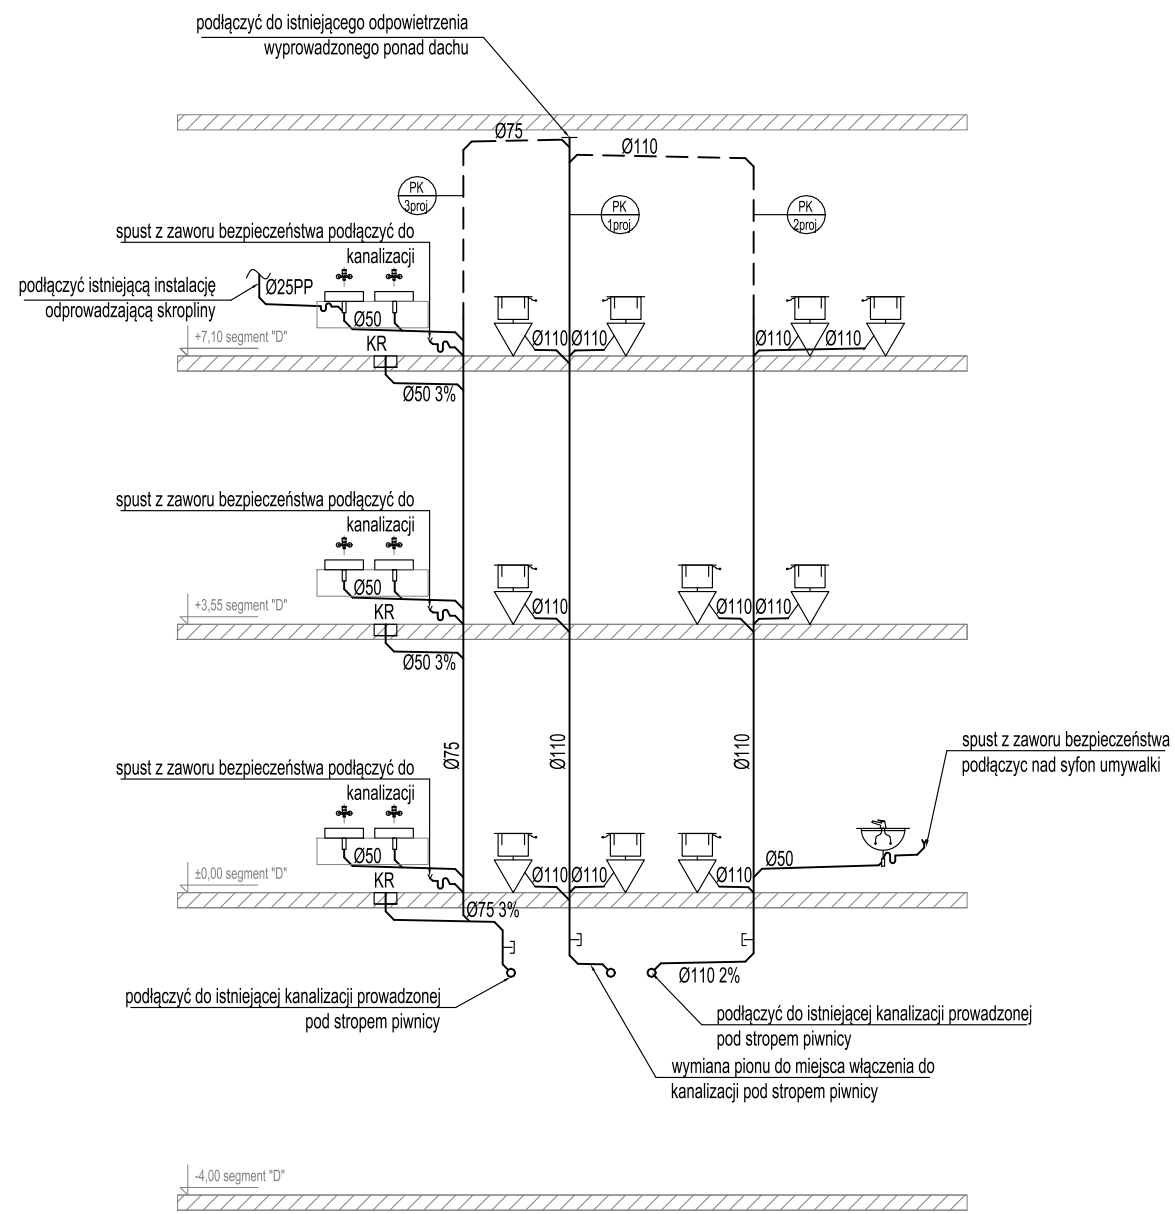 podłączyć do istniejącego odpowietrzenia
wyprowadzonego ponad dachu
Ø75
Ø110
PK
3proj
PK
1proj
PK
2proj
spust z zaworu bezpieczeństwa podłączyć do
kanalizacji
podłączyć istniejącą instalację
odprowadzającą skropliny
Ø25PP
Ø50
+7,10 segment "D"
KR
Ø110
Ø110
Ø110
Ø110
Ø50 3%
spust z zaworu bezpieczeństwa podłączyć do
kanalizacji
Ø50
+3,55 segment "D"
KR
Ø110
Ø110
Ø110
Ø50 3%
Ø75
Ø110
Ø110
spust z zaworu bezpieczeństwa
podłączyc nad syfon umywalki
spust z zaworu bezpieczeństwa podłączyć do
kanalizacji
Ø50
±0,00 segment "D"
KR
Ø110
Ø110
Ø110
Ø50
Ø75 3%
Ø110 2%
podłączyć do istniejącej kanalizacji prowadzonej
pod stropem piwnicy
podłączyć do istniejącej kanalizacji prowadzonej
pod stropem piwnicy
wymiana pionu do miejsca włączenia do
kanalizacji pod stropem piwnicy
-4,00 segment "D"